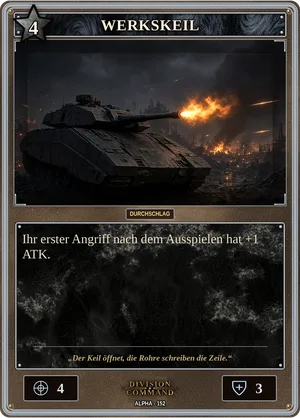 4
WERKSKEIL
DURCHSCHLAG
Ihr erster Angriff nach dem Ausspielen hat +1
ATK.
„Der Keil öffnet, die Rohre schreiben die Zeile.“
4
DIVISION
COMMAND
ALPHA · 152
3